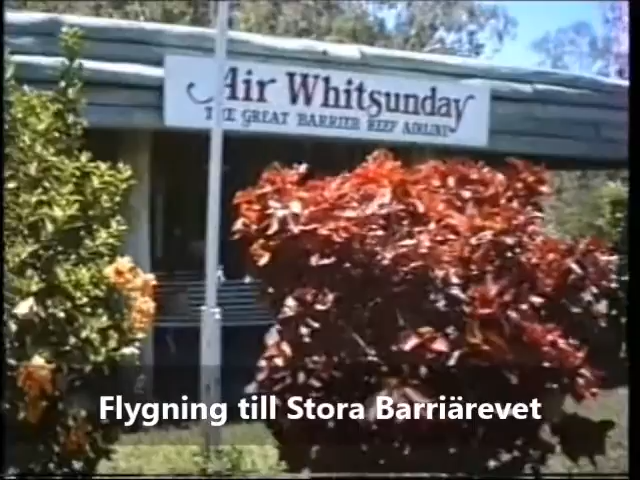 Air Whitsunday
THE GREAT BARRIER REEF AIRLINE
Flygning till Stora Barriärevet